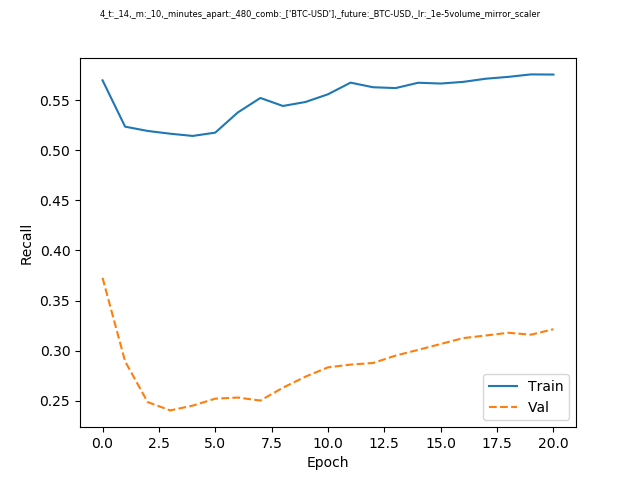 4_t:_14,_m:_10,_minutes_apart:_480_comb:_['BTC-USD'],_future:_BTC-USD,_lr:_1e-5volume_mirror_scaler
0.55
0.50
0.45
0.40
0.35
0.30
0.25
Recall
Train
Val
0.0 2.5 5.0 7.5 10.0 12.5 15.0 17.5 20.0
Epoch